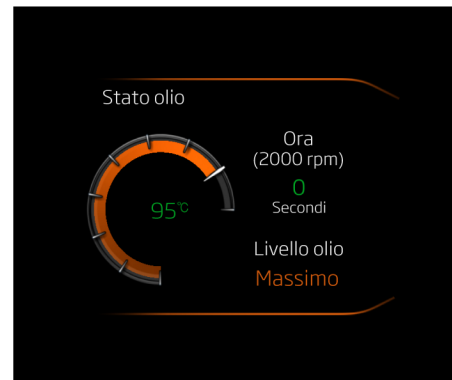 Stato olio
Ora
(2000 rpm)
0
Secondi
95°C
Livello olio
Massimo